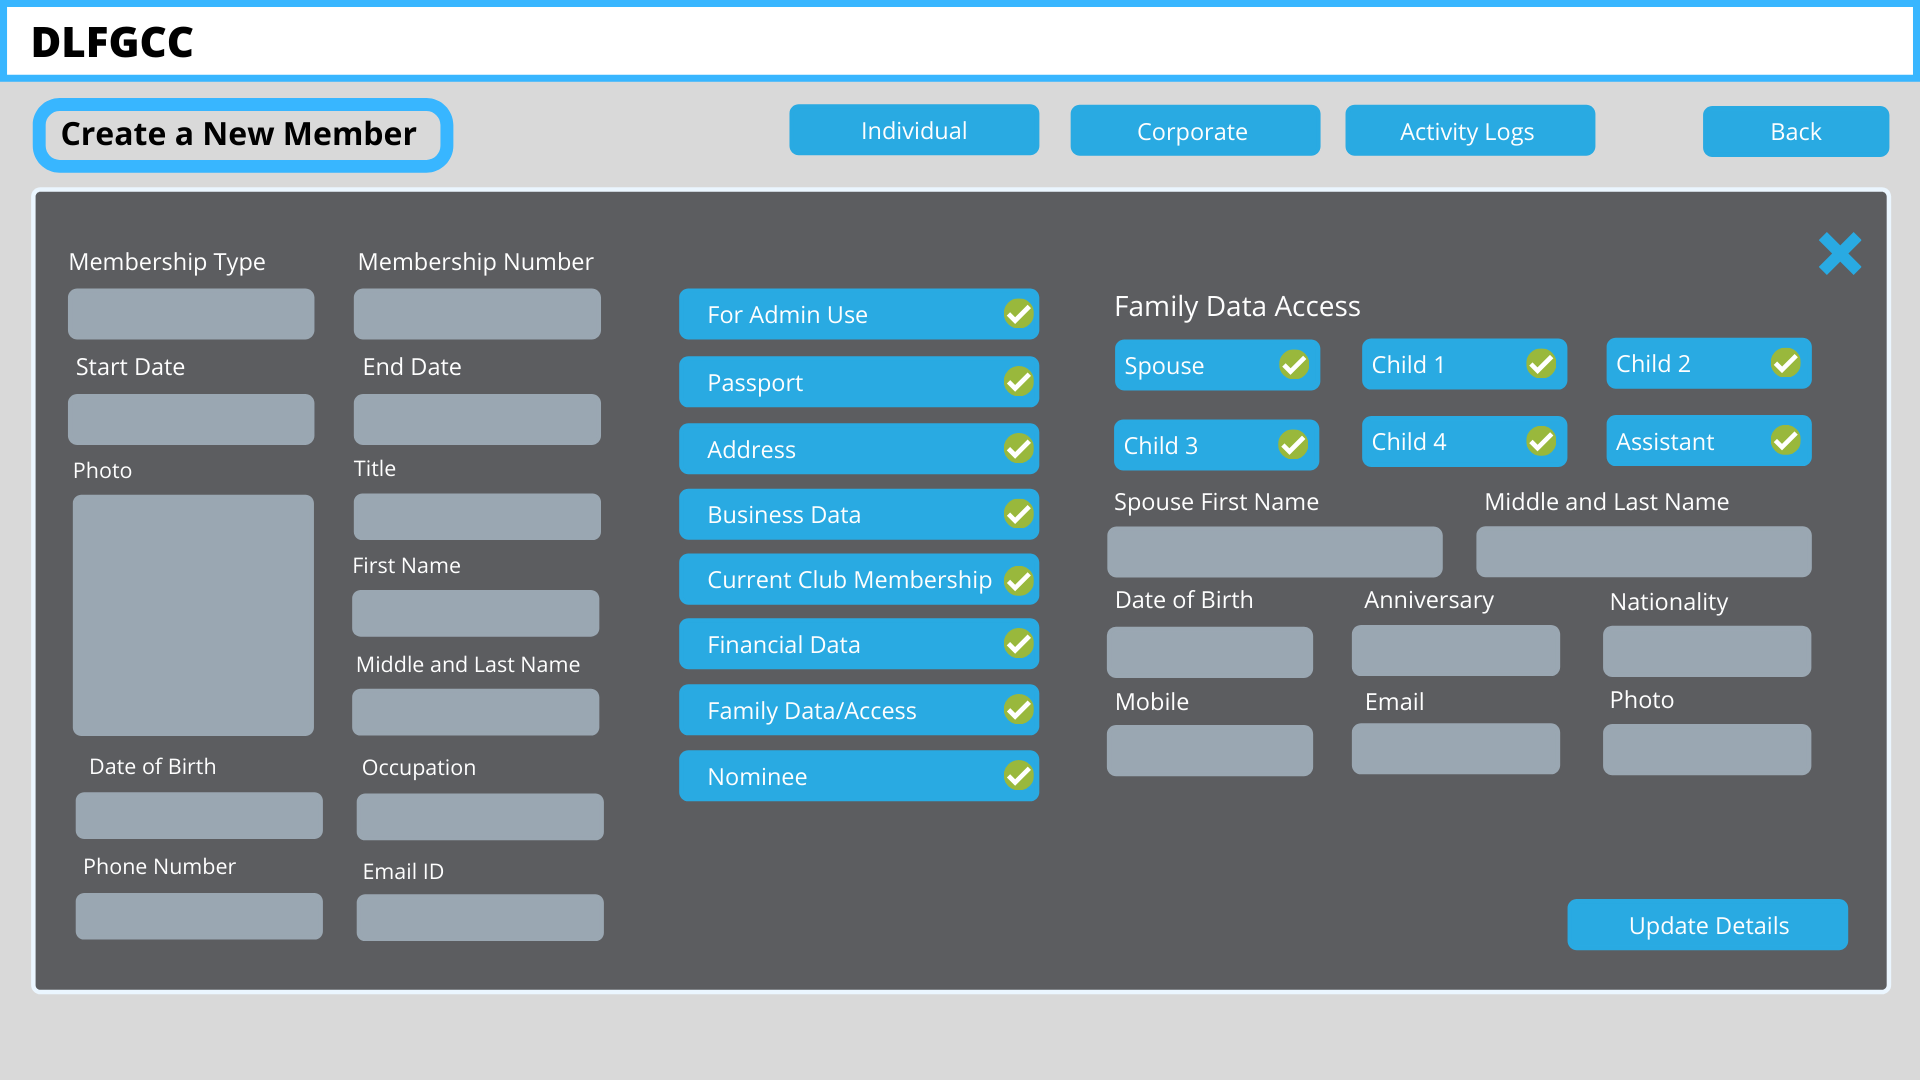 DLFGCC
Create a New Member
Individual
Corporate
Activity Logs
Back
Membership Type
Membership Number
Start Date
End Date
Photo
Title
First Name
Middle and Last Name
Date of Birth
Occupation
Phone Number
Email ID
For Admin Use
Passport
Address
Business Data
Current Club Membership
Financial Data
Family Data/Access
Nominee
Family Data Access
Spouse
Child 1
Child 2
Child 3
Child 4
Assistant
Spouse First Name
Middle and Last Name
Date of Birth
Anniversary
Nationality
Mobile
Email
Photo
Update Details